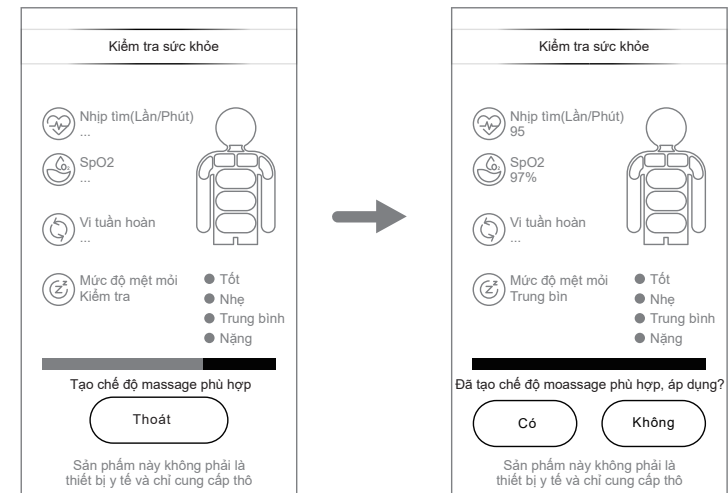 Kiểm tra sức khỏe
Nhịp tim(Lần/Phút)
...
SpO2
...
Vi tuần hoàn
...
Mức độ mệt mỏi
Kiểm tra
Tốt
Nhẹ
Trung bình
Nặng
Tạo chế độ massage phù hợp
Thoát
Sản phẩm này không phải là
thiết bị y tế và chỉ cung cấp thô
Kiểm tra sức khỏe
Nhịp tim(Lần/Phút)
95
SpO2
97%
Vi tuần hoàn
...
Mức độ mệt mỏi
Trung bìn
Tốt
Nhẹ
Trung bình
Nặng
Đã tạo chế độ moassage phù hợp, áp dụng?
Có
Không
Sản phẩm này không phải là
thiết bị y tế và chỉ cung cấp thô